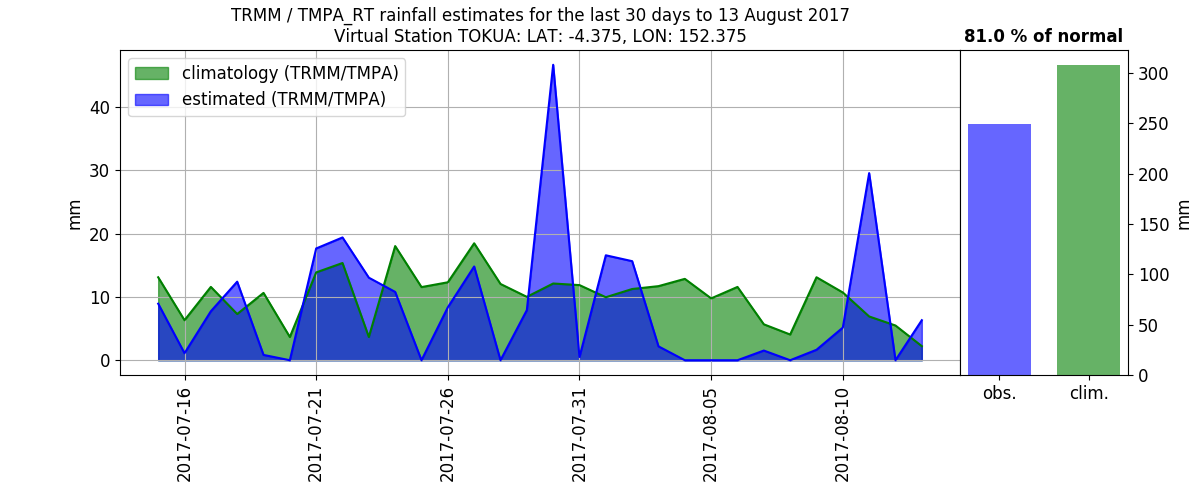 TRMM / TMPA_RT rainfall estimates for the last 30 days to 13 August 2017
Virtual Station TOKUA: LAT: -4.375, LON: 152.375
81.0 % of normal
climatology (TRMM/TMPA)
estimated (TRMM/TMPA)
mm
40
30
20
10
0
2017-07-16
2017-07-21
2017-07-26
2017-07-31
2017-08-05
2017-08-10
300
250
200
150
100
50
0
mm
obs.
clim.